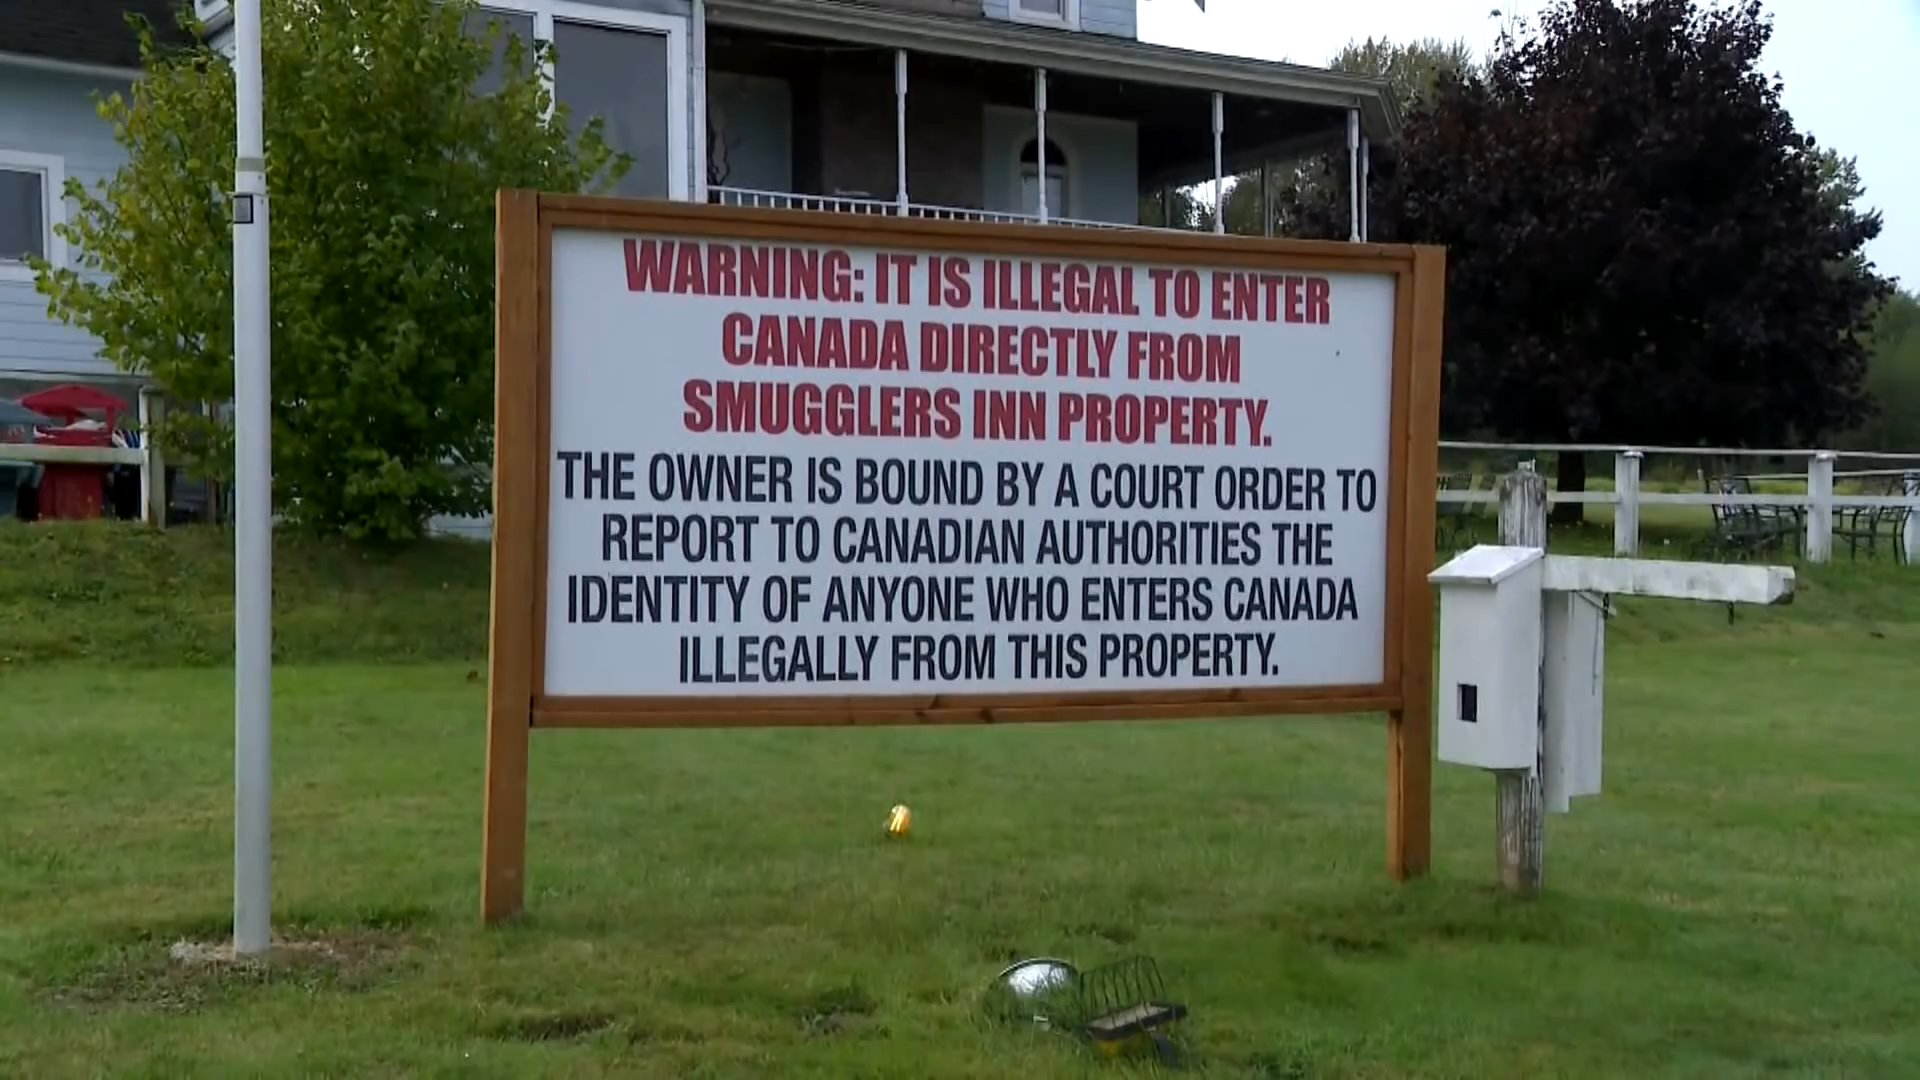 WARNING: IT IS ILLEGAL TO ENTER
CANADA DIRECTLY FROM
SMUGGLERS INN PROPERTY.
THE OWNER IS BOUND BY A COURT ORDER TO
REPORT TO CANADIAN AUTHORITIES THE
IDENTITY OF ANYONE WHO ENTERS CANADA
ILLEGALLY FROM THIS PROPERTY.